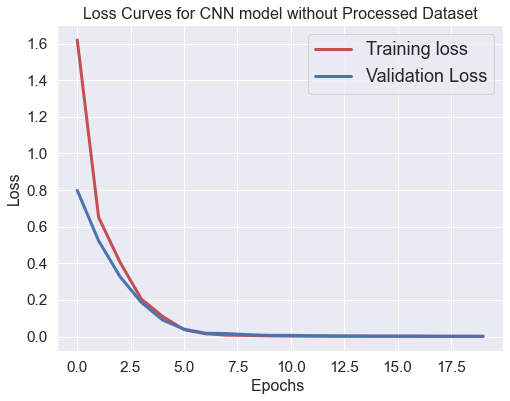 Loss Curves for CNN model without Processed Dataset
Training loss
Validation Loss
1.6
1.4
1.2
1.0
0.8
0.6
0.4
0.2
0.0
Loss
0.0 2.5 5.0 7.5 10.0 12.5 15.0 17.5
Epochs